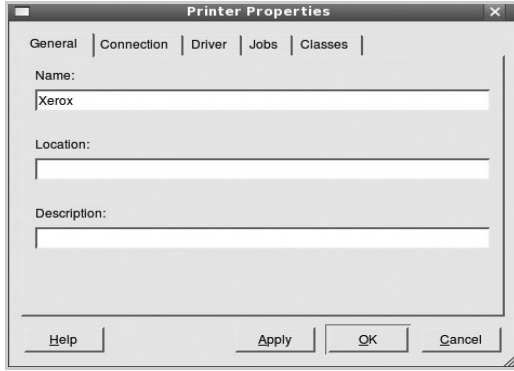 Printer Properties
General Connection Driver Jobs Classes
Name:
Xerox
Location:
Description:
Help Apply OK Cancel